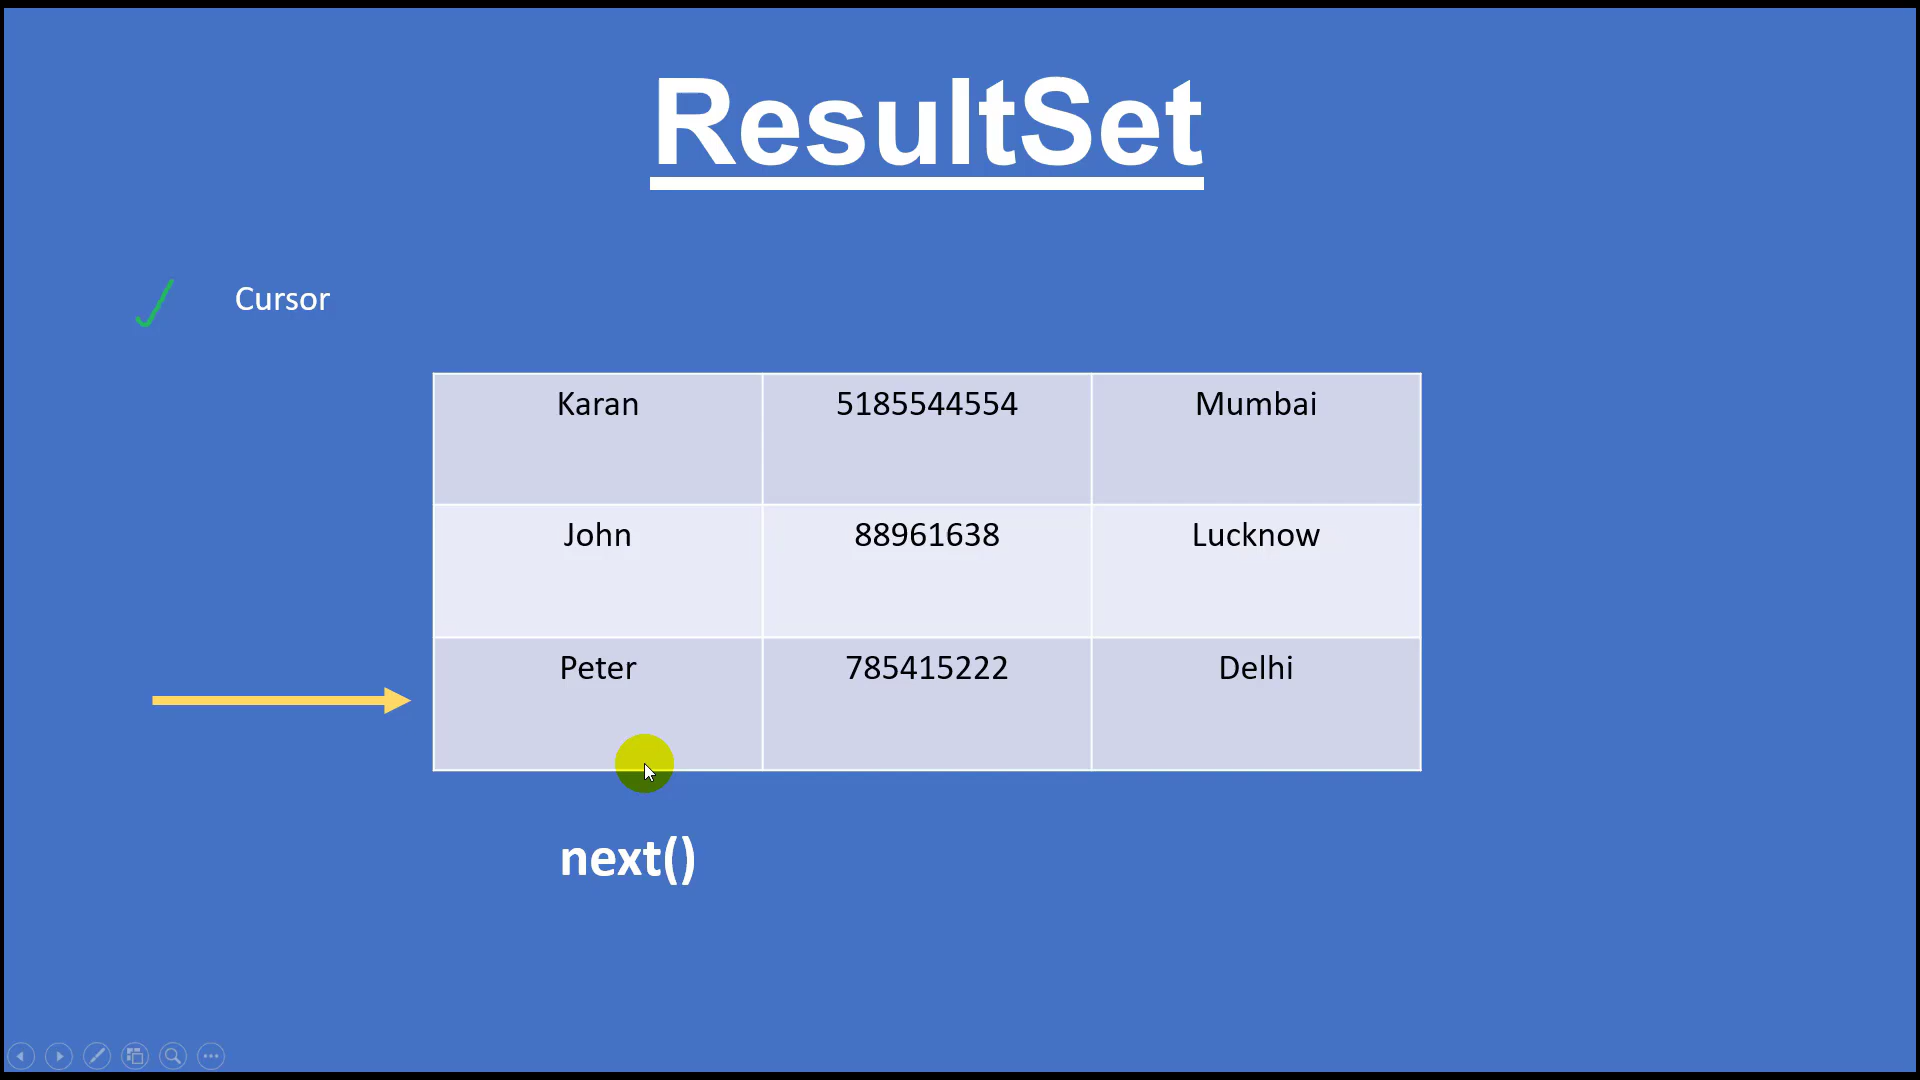 ResultSet
Cursor
Karan 5185544554 Mumbai
John 88961638 Lucknow
Peter 785415222 Delhi
next()